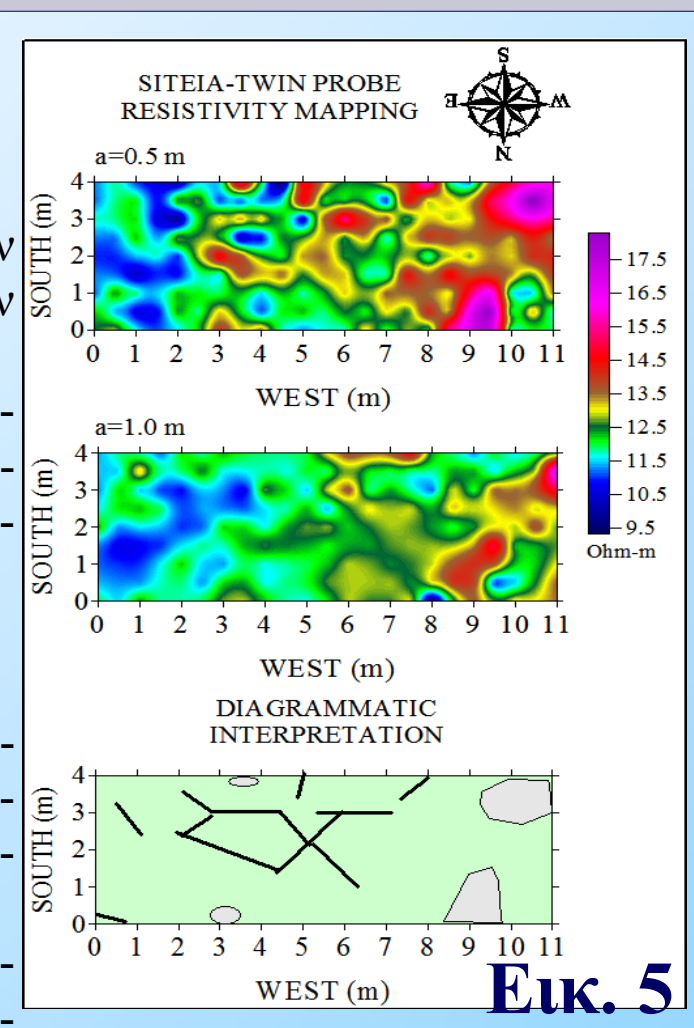 SITEIA-TWIN PROBE
RESISTIVITY MAPPING
S
E
W
N
a=0.5 m
SOUTH (m)
4
3
2
1
0
0 1 2 3 4 5 6 7 8 9 10 11
WEST (m)
a=1.0 m
SOUTH (m)
4
3
2
1
0
0 1 2 3 4 5 6 7 8 9 10 11
WEST (m)
17.5
16.5
15.5
14.5
13.5
12.5
11.5
10.5
9.5
Ohm-m
DIAGRAMMATIC
INTERPRETATION
SOUTH (m)
4
3
2
1
0
0 1 2 3 4 5 6 7 8 9 10 11
WEST (m)
Εικ. 5
ν
ν
-
-
-
-
-
-
-
-